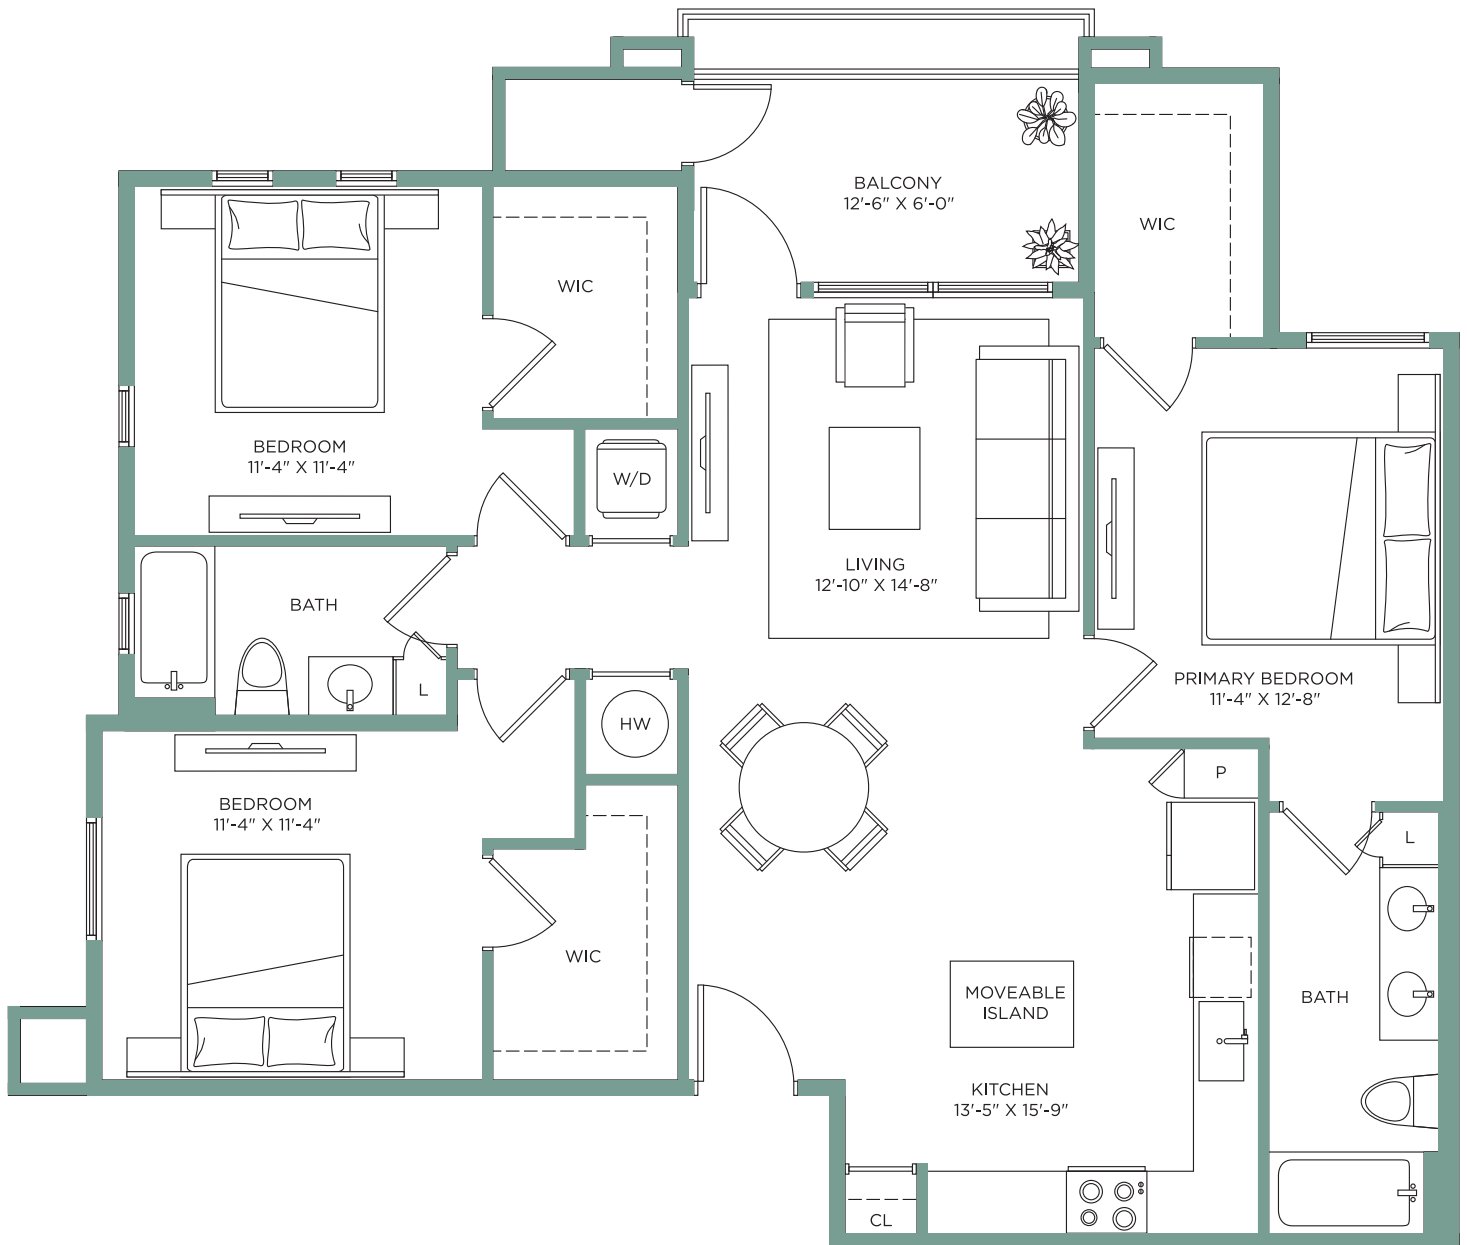 BALCONY
12'-6" X 6'-0"
WIC
WIC
BEDROOM
11'-4" X 11'-4"
W/D
LIVING
12'-10" X 14'-8"
BATH
L
PRIMARY BEDROOM
11'-4" X 12'-8"
HW
P
BEDROOM
11'-4" X 11'-4"
L
WIC
MOVEABLE
ISLAND
BATH
KITCHEN
13'-5" X 15'-9"
CL